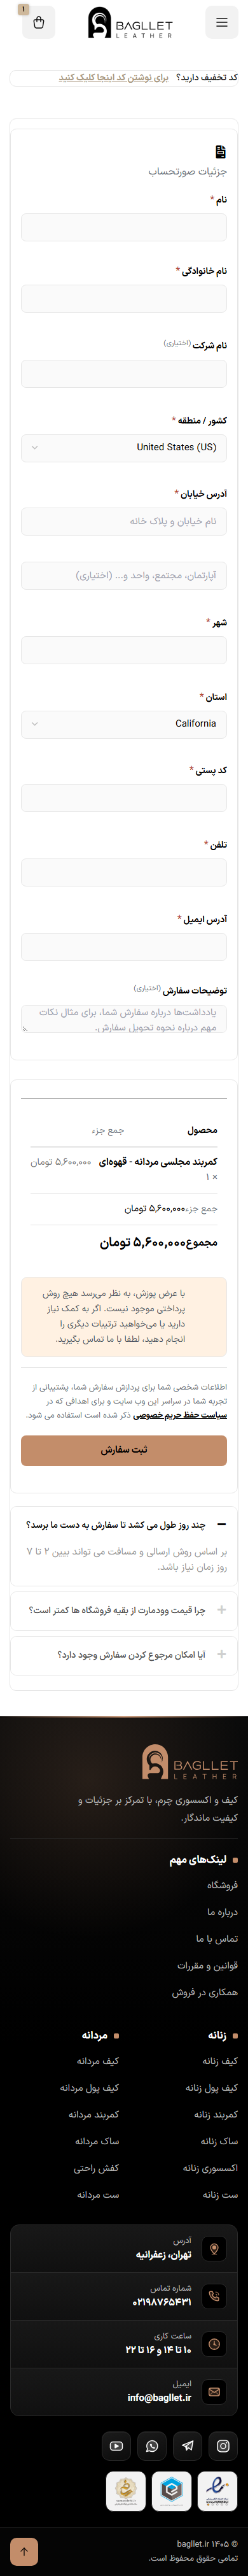 ۱
BAGLLET
LEATHER
کد تخفیف دارید؟ برای نوشتن کد اینجا کلیک کنید
جزئیات صورتحساب
نام *
نام خانوادگی *
نام شرکت (اختیاری)
کشور / منطقه *
United States (US)
آدرس خیابان *
نام خیابان و پلاک خانه
آپارتمان، مجتمع، واحد و... (اختیاری)
شهر *
استان *
California
کد پستی *
تلفن *
آدرس ایمیل *
توضیحات سفارش (اختیاری)
یادداشت‌ها درباره سفارش شما، برای مثال نکات
مهم درباره نحوه تحویل سفارش.
محصول جمع جزء
کمربند مجلسی مردانه - قهوه‌ای ۵,۶۰۰,۰۰۰ تومان
× ۱
جمع جزء ۵,۶۰۰,۰۰۰ تومان
مجموع ۵,۶۰۰,۰۰۰ تومان
با عرض پوزش، به نظر می‌رسد هیچ روش
پرداختی موجود نیست. اگر به کمک نیاز
دارید یا می‌خواهید ترتیبات دیگری را
انجام دهید، لطفا با ما تماس بگیرید.
اطلاعات شخصی شما برای پردازش سفارش شما، پشتیبانی از
تجربه شما در سراسر این وب سایت و برای اهدافی که در
سیاست حفظ حریم خصوصی ذکر شده است استفاده می شود.
ثبت سفارش
چند روز طول می کشد تا سفارش به دست ما برسد؟
بر اساس روش ارسالی و مسافت می تواند بیین ۲ تا ۷
روز زمان نیاز باشد.
چرا قیمت وودمارت از بقیه فروشگاه ها کمتر است؟
آیا امکان مرجوع کردن سفارش وجود دارد؟
BAGLLET
LEATHER
کیف و اکسسوری چرم، با تمرکز بر جزئیات و
کیفیت ماندگار.
لینک‌های مهم
فروشگاه
درباره ما
تماس با ما
قوانین و مقررات
همکاری در فروش
زنانه
کیف زنانه
کیف پول زنانه
کمربند زنانه
ساک زنانه
اکسسوری زنانه
ست زنانه
مردانه
کیف مردانه
کیف پول مردانه
کمربند مردانه
ساک مردانه
کفش راحتی
ست مردانه
آدرس
تهران، زعفرانیه
شماره تماس
۰۲۱۹۸۷۶۵۴۳۱
ساعت کاری
۱۰ تا ۱۴ و ۱۶ تا ۲۲
ایمیل
info@bagllet.ir
© ۱۴۰۵ bagllet.ir
تمامی حقوق محفوظ است.